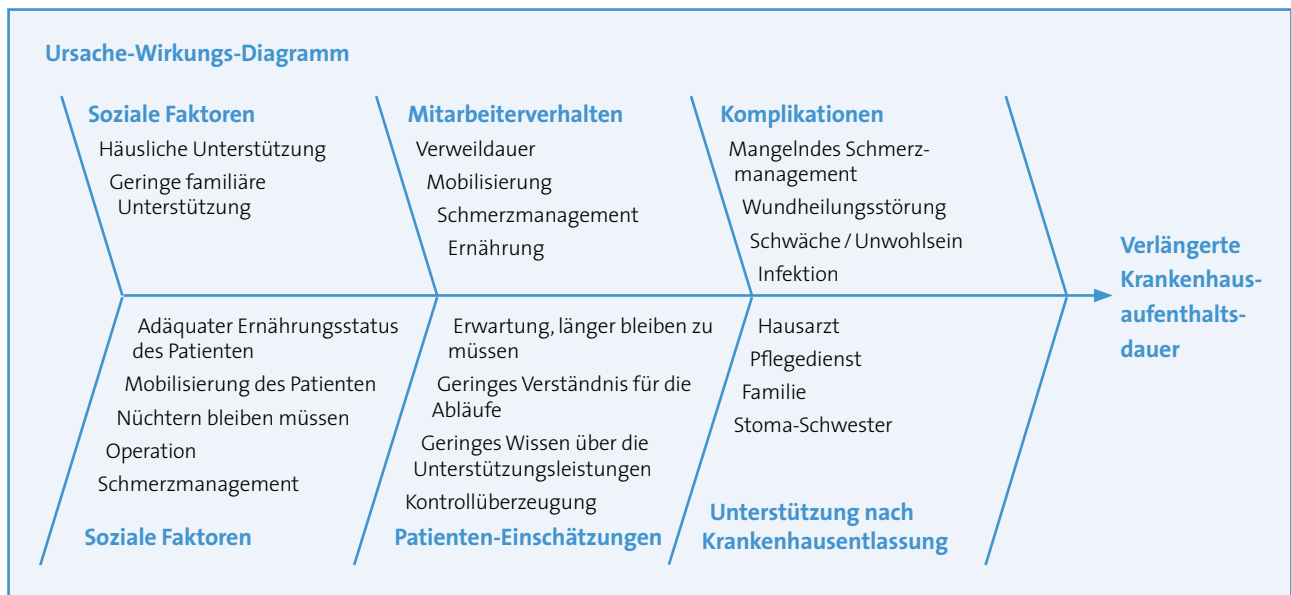 Ursache-Wirkungs-Diagramm
Soziale Faktoren
Häusliche Unterstützung
Geringe familiäre
Unterstützung
Mitarbeiterverhalten
Verweildauer
Mobilisierung
Schmerzmanagement
Ernährung
Komplikationen
Mangelndes Schmerz-
management
Wundheilungsstörung
Schwäche / Unwohlsein
Infektion
Verlängerte
Krankenhaus-
aufenthalts-
dauer
Adäquater Ernährungsstatus
des Patienten
Mobilisierung des Patienten
Nüchtern bleiben müssen
Operation
Schmerzmanagement
Soziale Faktoren
Erwartung, länger bleiben zu
müssen
Geringes Verständnis für die
Abläufe
Geringes Wissen über die
Unterstützungsleistungen
Kontrollüberzeugung
Patienten-Einschätzungen
Hausarzt
Pflegedienst
Familie
Stoma-Schwester
Unterstützung nach
Krankenhausentlassung